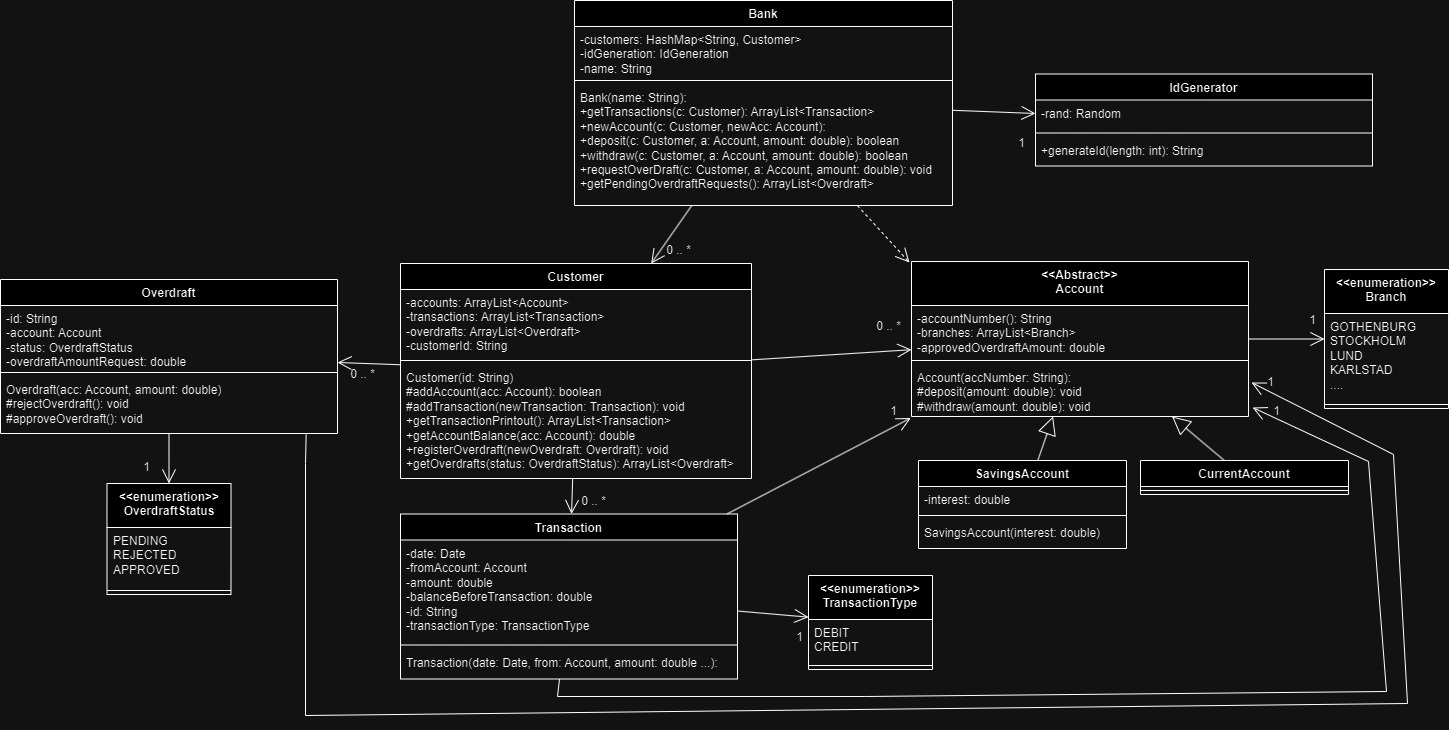 Bank
-customers: HashMap<String, Customer>
-idGeneration: IdGeneration
-name: String
Bank(name: String):
+getTransactions(c: Customer): ArrayList<Transaction>
+newAccount(c: Customer, newAcc: Account):
+deposit(c: Customer, a: Account, amount: double): boolean
+withdraw(c: Customer, a: Account, amount: double): boolean
+requestOverDraft(c: Customer, a: Account, amount: double): void
+getPendingOverdraftRequests(): ArrayList<Overdraft>
IdGenerator
-rand: Random
+generateId(length: int): String
1
0 .. *
Overdraft
-id: String
-account: Account
-status: OverdraftStatus
-overdraftAmountRequest: double
Overdraft(acc: Account, amount: double)
#rejectOverdraft(): void
#approveOverdraft(): void
0 .. *
Customer
-accounts: ArrayList<Account>
-transactions: ArrayList<Transaction>
-overdrafts: ArrayList<Overdraft>
-customerId: String
Customer(id: String)
#addAccount(acc: Account): boolean
#addTransaction(newTransaction: Transaction): void
+getTransactionPrintout(): ArrayList<Transaction>
+getAccountBalance(acc: Account): double
+registerOverdraft(newOverdraft: Overdraft): void
+getOverdrafts(status: OverdraftStatus): ArrayList<Overdraft>
0 .. *
<<Abstract>>
Account
-accountNumber(): String
-branches: ArrayList<Branch>
-approvedOverdraftAmount: double
Account(accNumber: String):
#deposit(amount: double): void
#withdraw(amount: double): void
1
<<enumeration>>
Branch
GOTHENBURG
STOCKHOLM
LUND
KARLSTAD
....
1
1
1
1
<<enumeration>>
OverdraftStatus
PENDING
REJECTED
APPROVED
0 .. *
Transaction
-date: Date
-fromAccount: Account
-amount: double
-balanceBeforeTransaction: double
-id: String
-transactionType: TransactionType
Transaction(date: Date, from: Account, amount: double ...):
SavingsAccount
-interest: double
SavingsAccount(interest: double)
CurrentAccount
1
<<enumeration>>
TransactionType
DEBIT
CREDIT